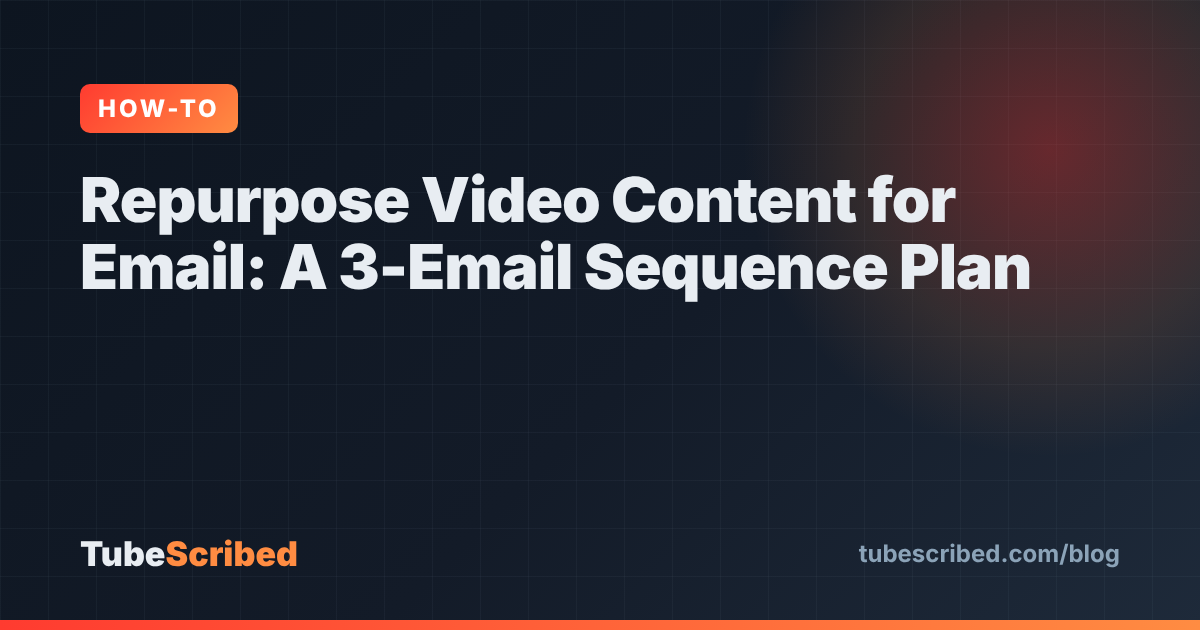 HOW-TO
Repurpose Video Content for
Email: A 3-Email Sequence Plan
TubeScribed
tubescribed.com/blog